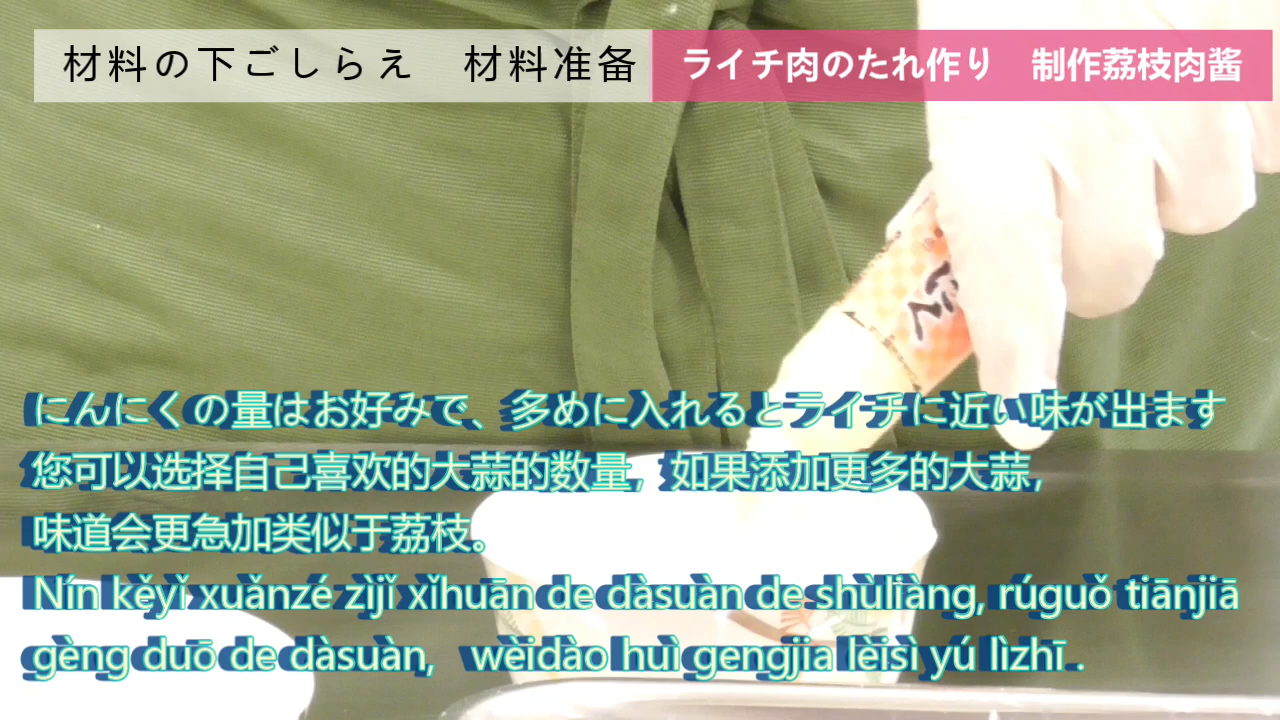 材料の下ごしらえ　材料准备
ライチ肉のたれ作り　制作荔枝肉酱
にん
にんにくの量はお好みで、多めに入れるとライチに近い味が出ます
您可以选择自己喜欢的大蒜的数量，如果添加更多的大蒜，
味道会更急加类似于荔枝。
Nín kěyǐ xuǎnzé zìjǐ xǐhuān de dàsuàn de shùliàng, rúguǒ tiānjiā
gèng duō de dàsuàn, wèidào huì gengjia lèisì yú lìzhī .